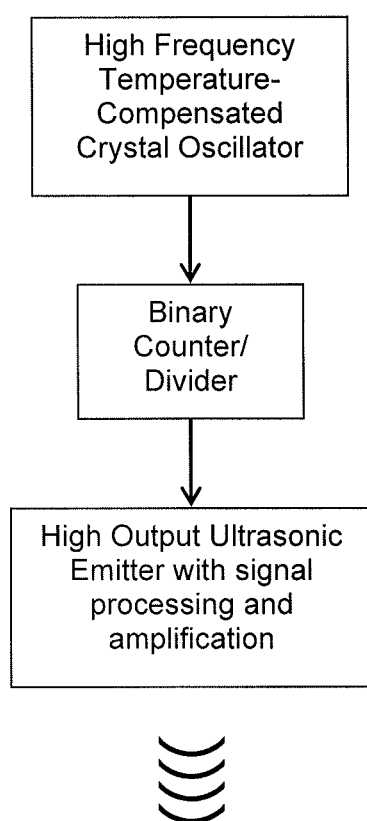 High Frequency
Temperature-
Compensated
Crystal Oscillator
Binary
Counter/
Divider
High Output Ultrasonic
Emitter with signal
processing and
amplification